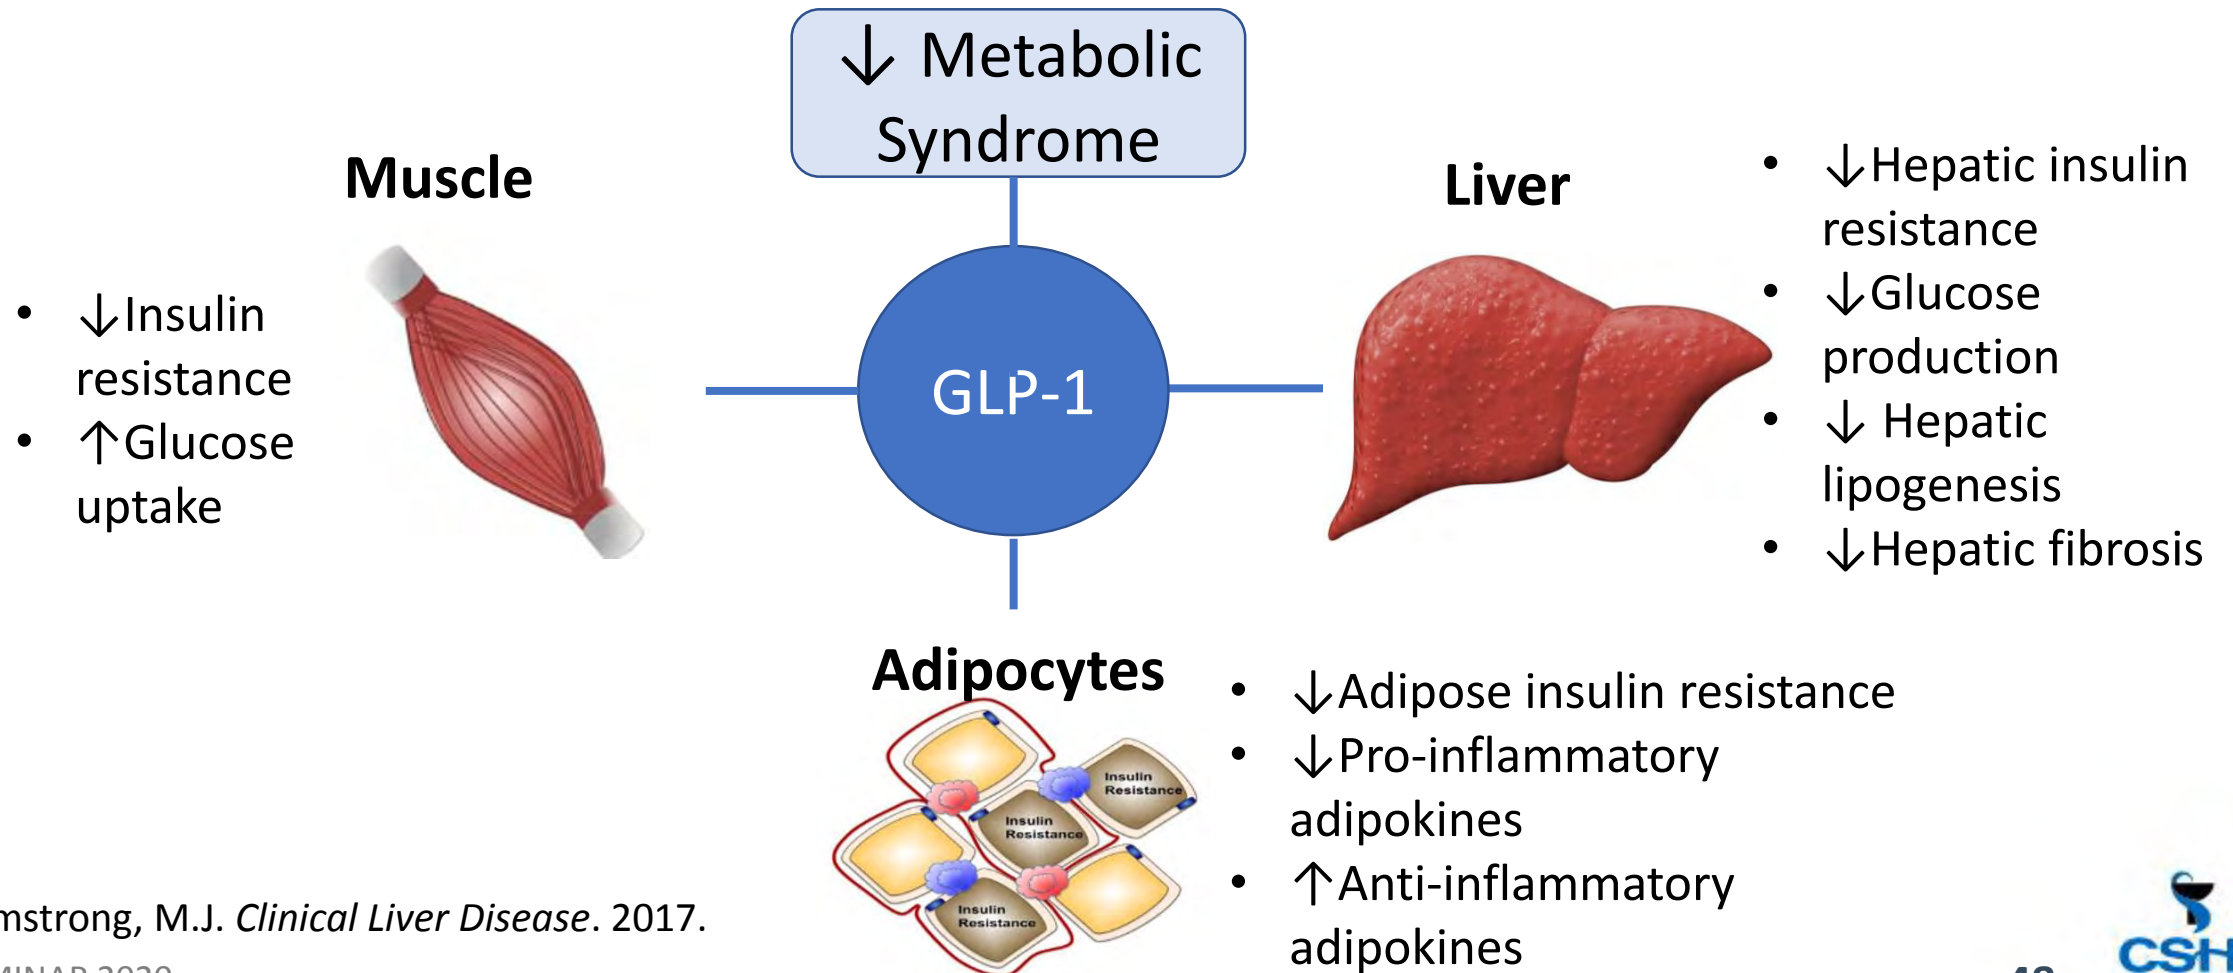 ↓ Metabolic
Syndrome
Muscle
• ↓Insulin
resistance
• ↑Glucose
uptake
GLP-1
Liver
• ↓Hepatic insulin
resistance
• ↓Glucose
production
• ↓ Hepatic
lipogenesis
• ↓Hepatic fibrosis
Adipocytes
Insulin
Resistance
Insulin
Resistance
Insulin
Resistance
• ↓Adipose insulin resistance
• ↓Pro-inflammatory
adipokines
• ↑Anti-inflammatory
adipokines
mstrong, M.J. Clinical Liver Disease. 2017.
MINAR 2020
CSH